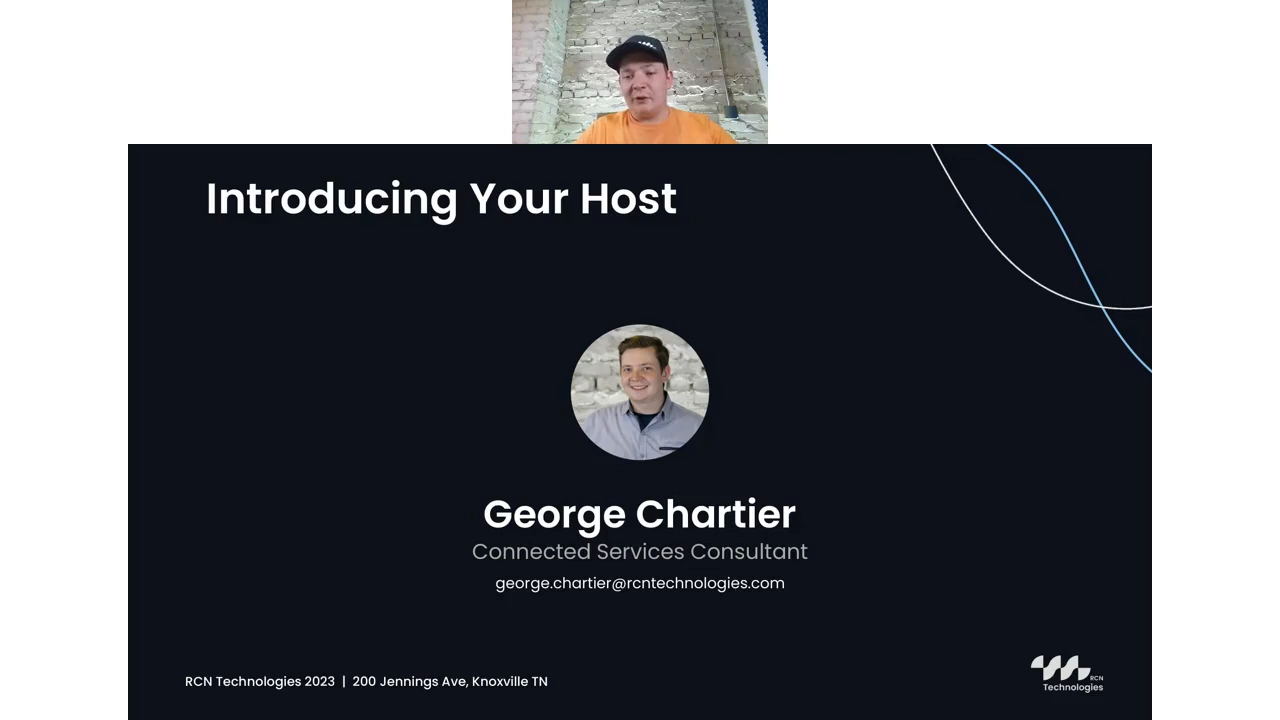 Introducing Your Host
George Chartier
Connected Services Consultant
george.chartier@rcntechnologies.com
RCN Technologies 2023 | 200 Jennings Ave, Knoxville TN
RCN
Technologies